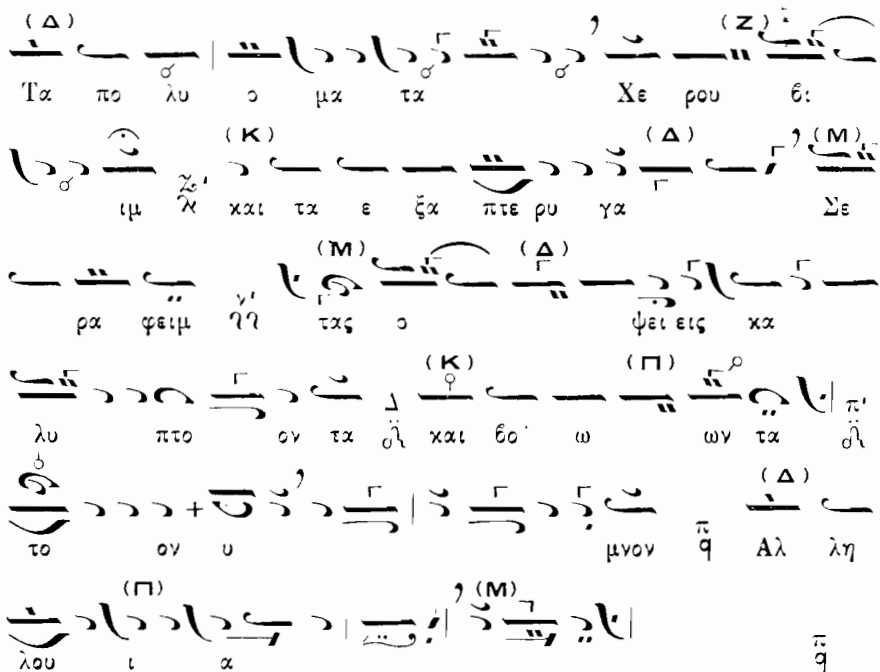 (Δ) (Ζ)
Τα πο λυ ο μα τα Χε ρου βι
(Κ) (Δ) (Μ)
ιμ και τα ε ξα πτε ρυ γα Σε
(Μ) (Δ)
ρα φειμ τας ο ψει εις κα
(Κ) (Π)
λυ πτο ον τα και βο ω ων τα
το ον υ μνον Αλ λη
(Δ)
(Π) (Μ)
λου ι α